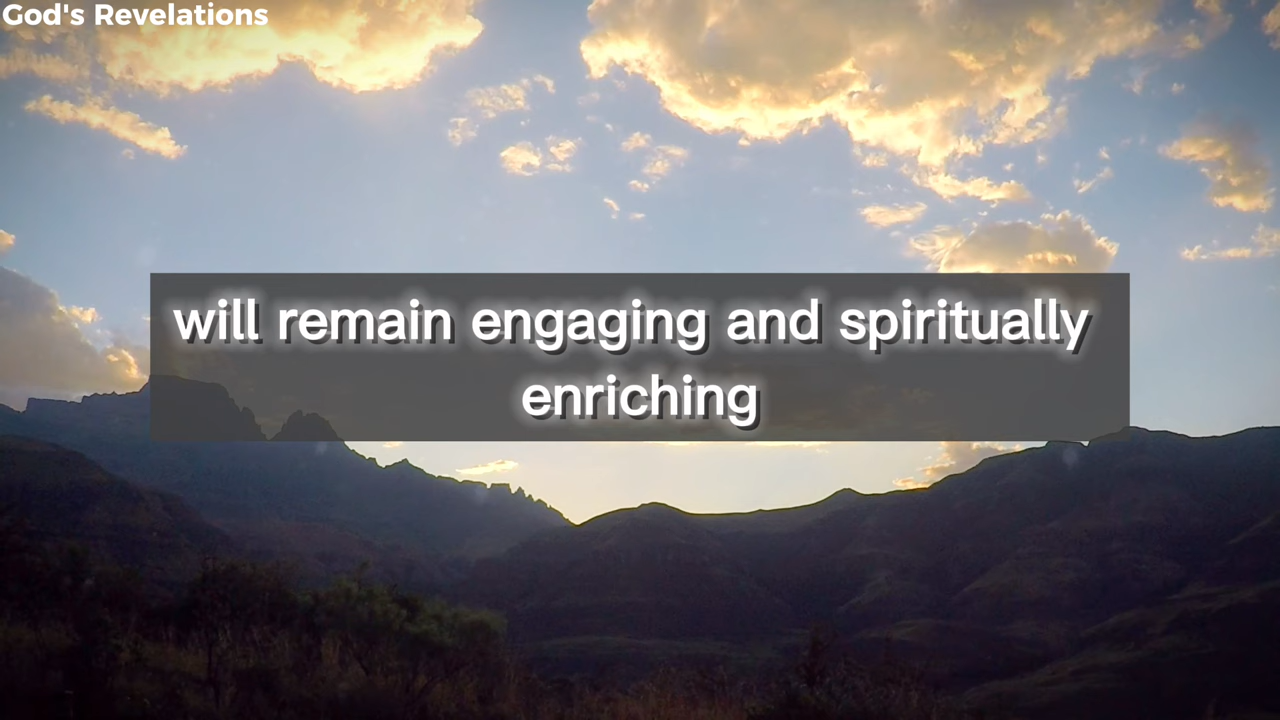 God's Revelations
will remain engaging and spiritually
enriching